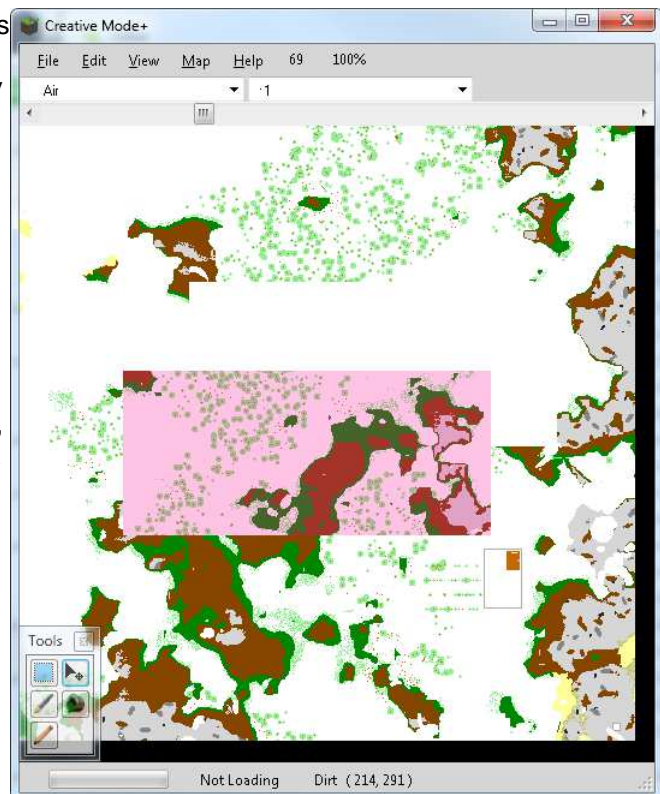 s
Creative Mode+
File Edit View Map Help 69 100%
Air 1
Tools
Not Loading Dirt (214, 291)